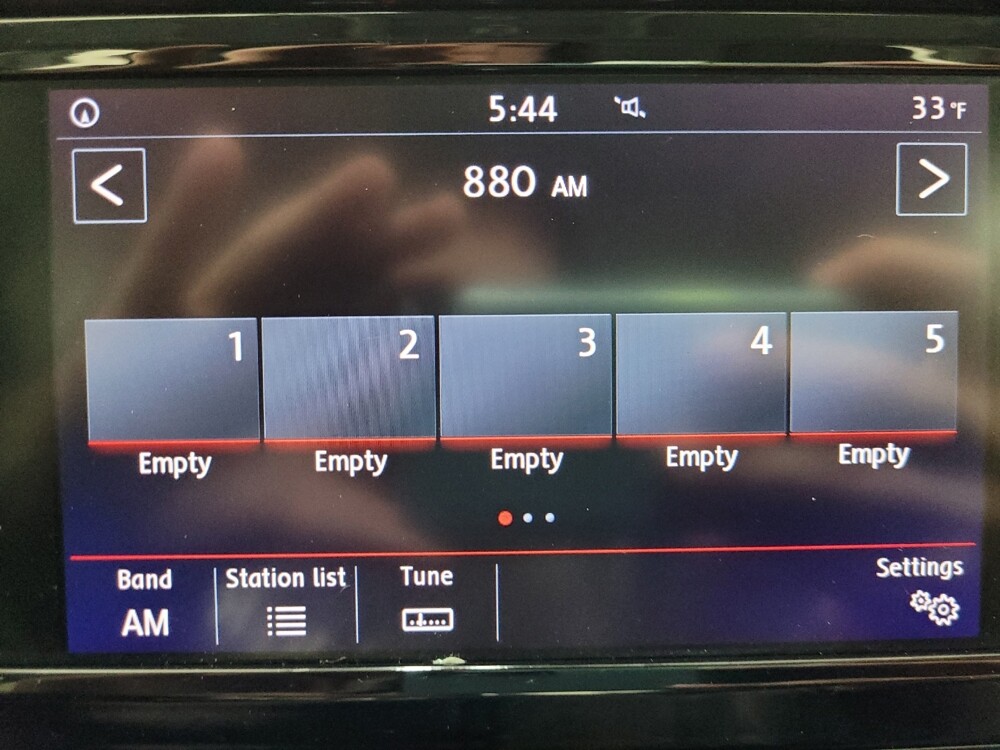 5:44
33°F
880 AM
1 2 3 4 5
Empty Empty Empty Empty Empty
Band Station list Tune Settings
AM